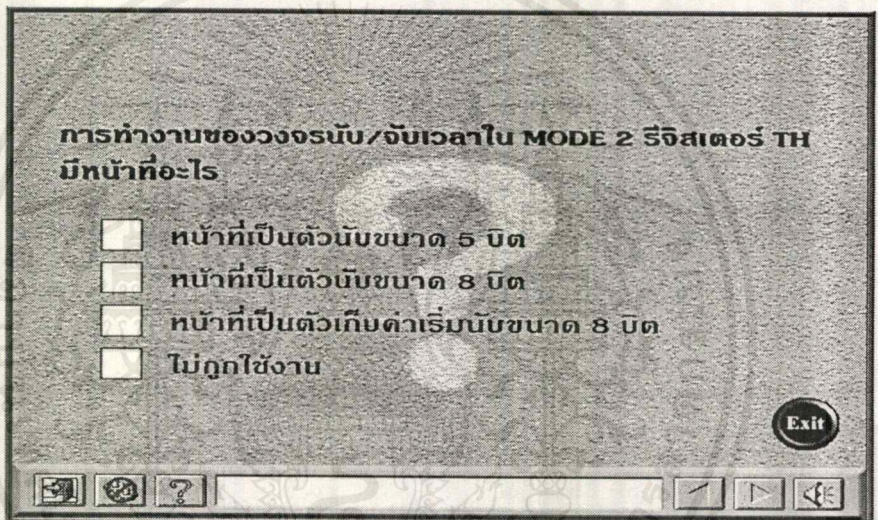 การทำงานของวงจรนับ/จับเวลาใน MODE 2 รีจิสเตอร์ TH
มีหน้าที่อะไร
หน้าที่เป็นตัวนับขนาด 5 บิต
หน้าที่เป็นตัวนับขนาด 8 บิต
หน้าที่เป็นตัวเก็บค่าเริ่มนับขนาด 8 บิต
ไม่ถูกใช้งาน
Exit